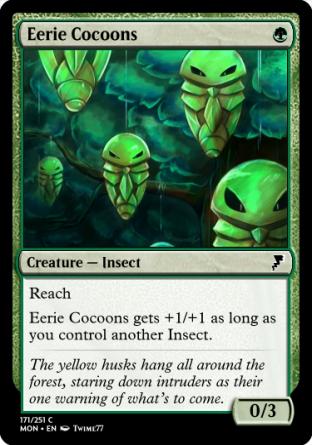 Eerie Cocoons
Creature — Insect
Reach
Eerie Cocoons gets +1/+1 as long as
you control another Insect.
The yellow husks hang all around the
forest, staring down intruders as their
one warning of what's to come.
0/3
171/251 C
MON • EN Twime77